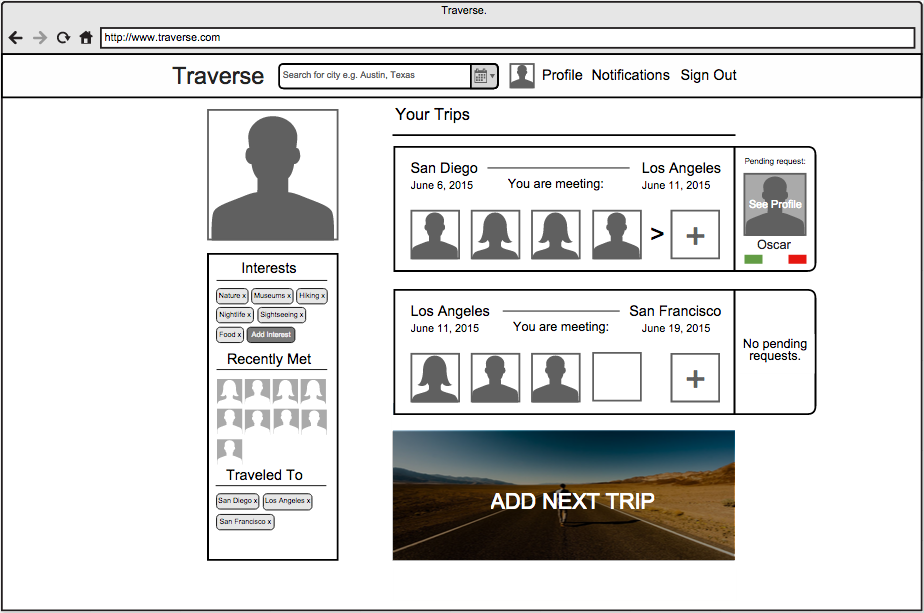 Traverse.
http://www.traverse.com
Traverse
Search for city e.g. Austin, Texas
Profile Notifications Sign Out
Interests
Nature x Museums x Hiking x
Nightlife x Sightseeing x
Food x Add Interest
Recently Met
Traveled To
San Diego x Los Angeles x
San Francisco x
Your Trips
San Diego Los Angeles
June 6, 2015 You are meeting: June 11, 2015
>
+
Pending request:
See Profile
Oscar
Los Angeles San Francisco
June 11, 2015 You are meeting: June 19, 2015
+
No pending
requests.
ADD NEXT TRIP